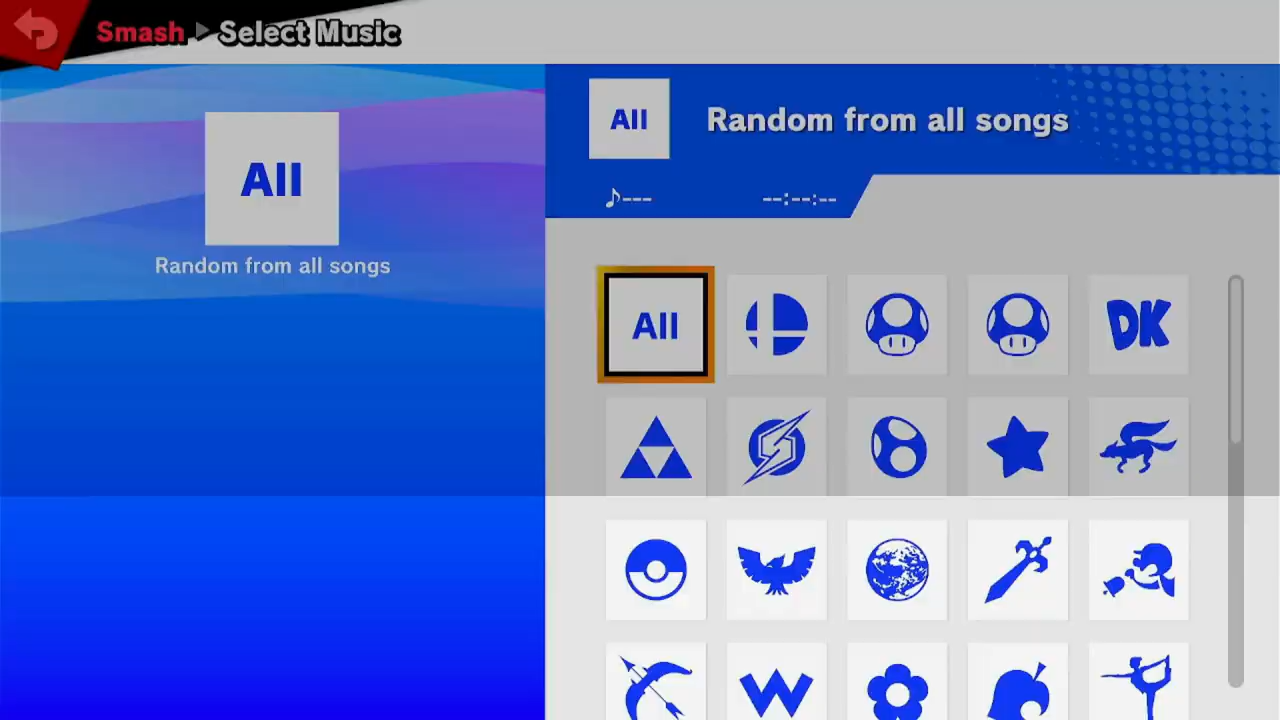 Smash ▶ Select Music
All
Random from all songs
All
Random from all songs
♪---
--:--:--
All
DK
W